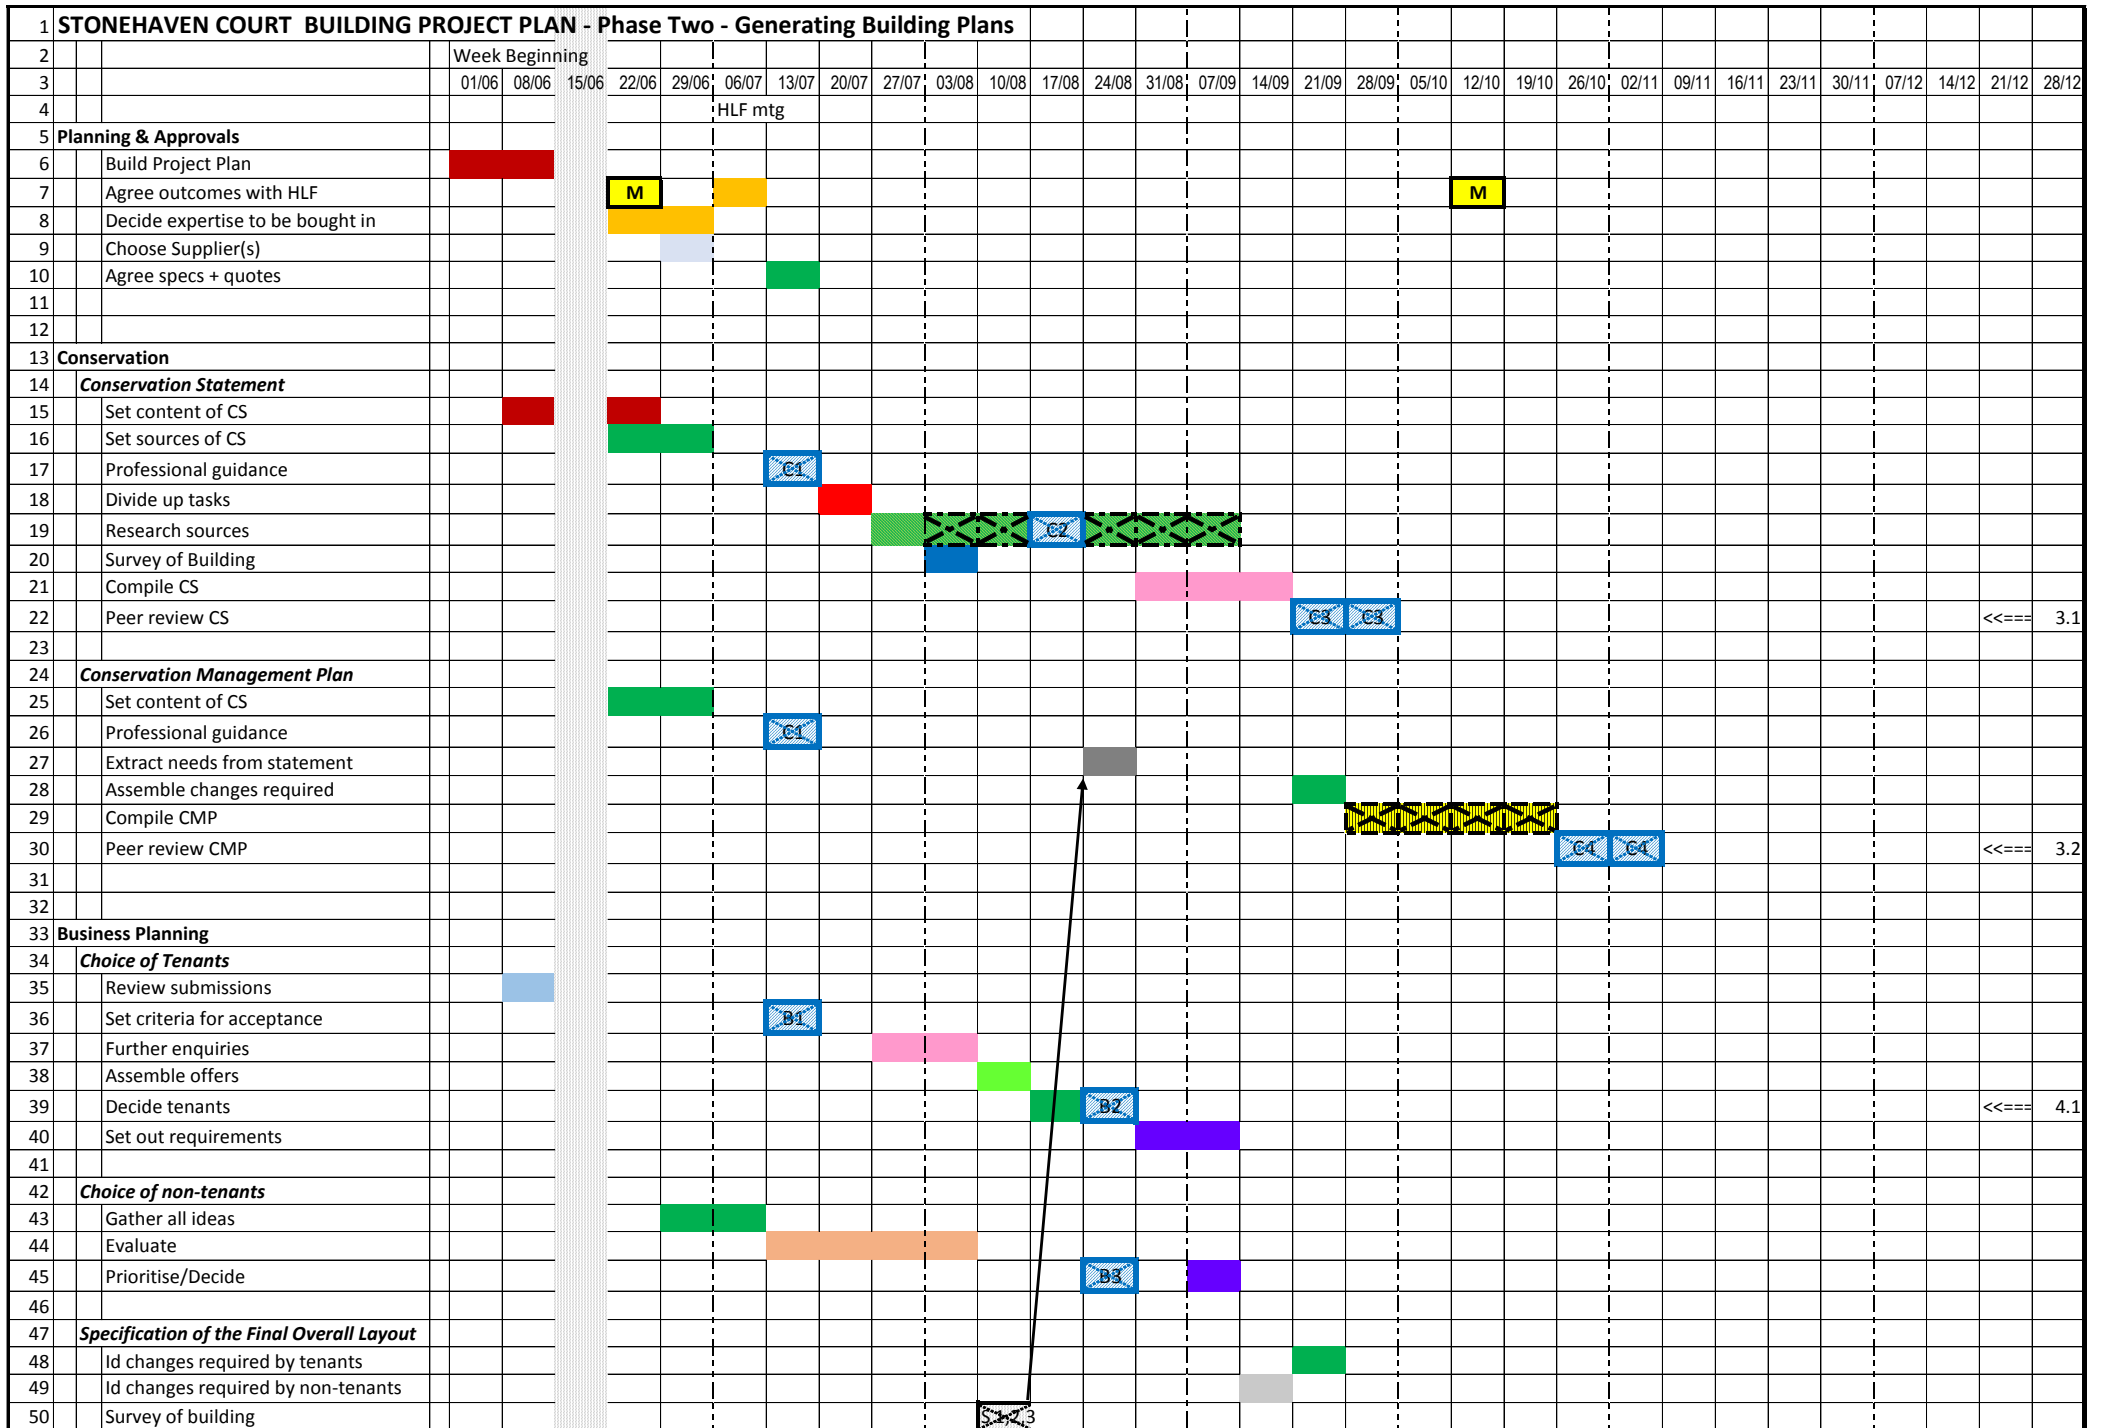 1 STONEHAVEN COURT BUILDING PROJECT PLAN - Phase Two - Generating Building Plans
2 Week Beginning
3 01/06 08/06 15/06 22/06 29/06 06/07 13/07 20/07 27/07 03/08 10/08 17/08 24/08 31/08 07/09 14/09 21/09 28/09 05/10 12/10 19/10 26/10 02/11 09/11 16/11 23/11 30/11 07/12 14/12 21/12 28/12
4 HLF mtg
5 Planning & Approvals
6 Build Project Plan
7 Agree outcomes with HLF M M
8 Decide expertise to be bought in
9 Choose Supplier(s)
10 Agree specs + quotes
11
12
13 Conservation
14 Conservation Statement
15 Set content of CS
16 Set sources of CS
17 Professional guidance C1
18 Divide up tasks
19 Research sources C2
20 Survey of Building
21 Compile CS
22 Peer review CS C3 C3 <<=== 3.1
23
24 Conservation Management Plan
25 Set content of CS
26 Professional guidance C1
27 Extract needs from statement
28 Assemble changes required
29 Compile CMP
30 Peer review CMP C4 C4 <<=== 3.2
31
32
33 Business Planning
34 Choice of Tenants
35 Review submissions
36 Set criteria for acceptance B1
37 Further enquiries
38 Assemble offers
39 Decide tenants B2 <<=== 4.1
40 Set out requirements
41
42 Choice of non-tenants
43 Gather all ideas
44 Evaluate
45 Prioritise/Decide B3
46
47 Specification of the Final Overall Layout
48 Id changes required by tenants
49 Id changes required by non-tenants
50 Survey of building S 1,2,3